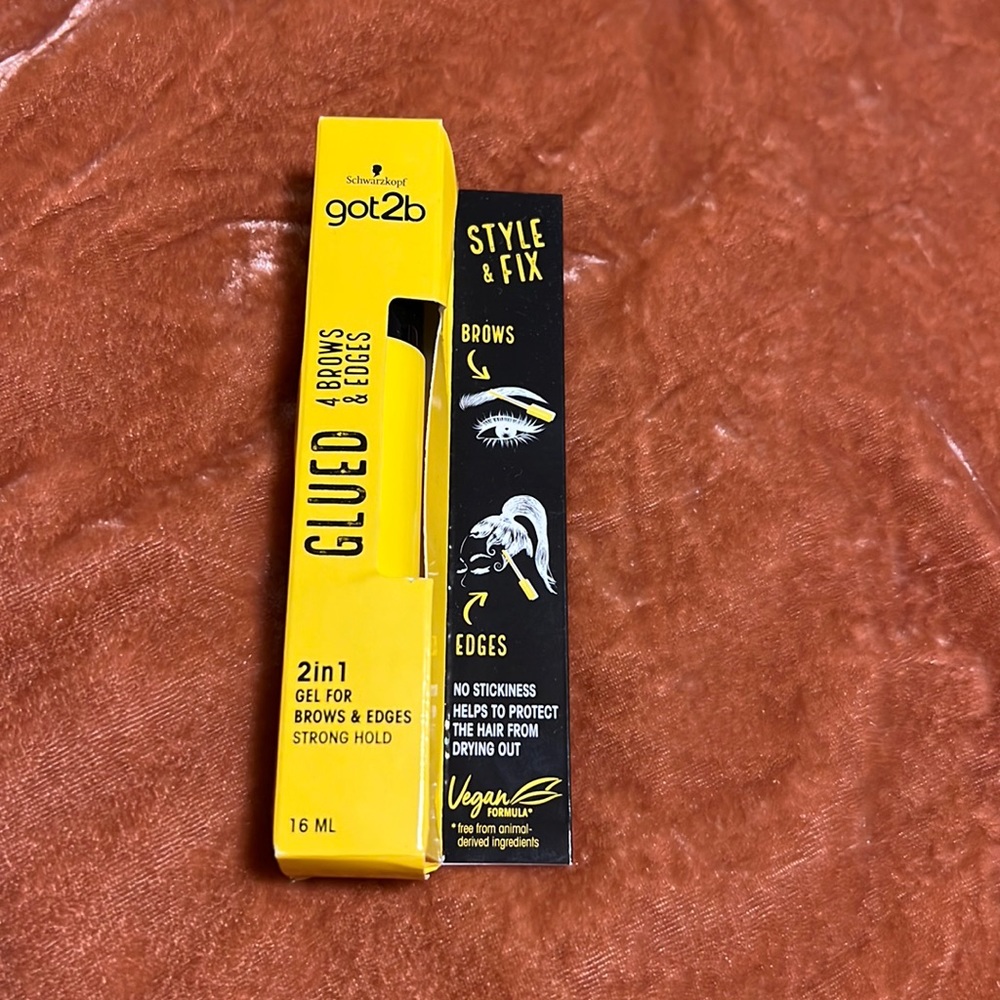 Schwarzkopf
got2b
GLUED
4 BROWS
& EDGES
2in1
GEL FOR
BROWS & EDGES
STRONG HOLD
16 ML
STYLE
& FIX
BROWS
EDGES
NO STICKINESS
HELPS TO PROTECT
THE HAIR FROM
DRYING OUT
Vegan
FORMULA*
*free from animal-
derived ingredients